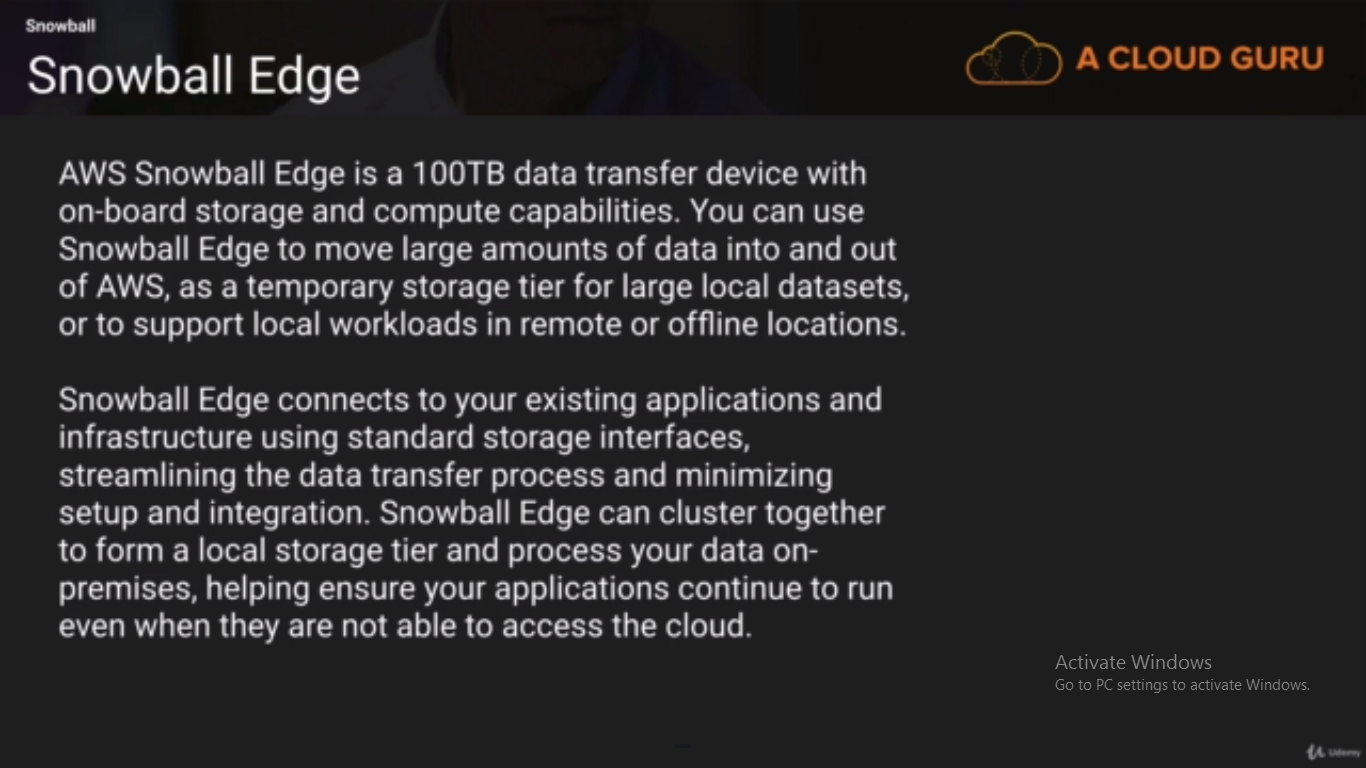 Snowball
Snowball Edge
A CLOUD GURU
AWS Snowball Edge is a 100TB data transfer device with
on-board storage and compute capabilities. You can use
Snowball Edge to move large amounts of data into and out
of AWS, as a temporary storage tier for large local datasets,
or to support local workloads in remote or offline locations.
Snowball Edge connects to your existing applications and
infrastructure using standard storage interfaces,
streamlining the data transfer process and minimizing
setup and integration. Snowball Edge can cluster together
to form a local storage tier and process your data on-
premises, helping ensure your applications continue to run
even when they are not able to access the cloud.
Activate Windows
Go to PC settings to activate Windows.
Udemy